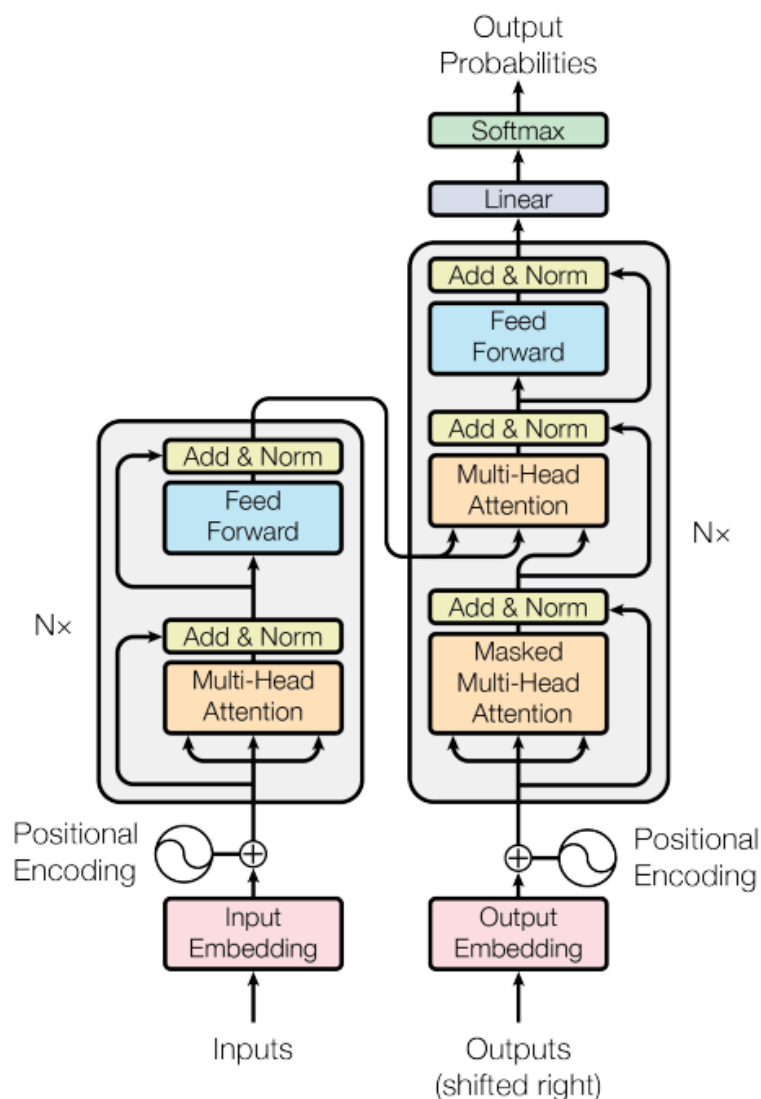 Output
Probabilities
Softmax
Linear
Add & Norm
Feed
Forward
Add & Norm
Multi-Head
Attention
Add & Norm
Masked
Multi-Head
Attention
N×
Add & Norm
Feed
Forward
Add & Norm
Multi-Head
Attention
N×
Positional
Encoding
Positional
Encoding
Input
Embedding
Output
Embedding
Inputs
Outputs
(shifted right)